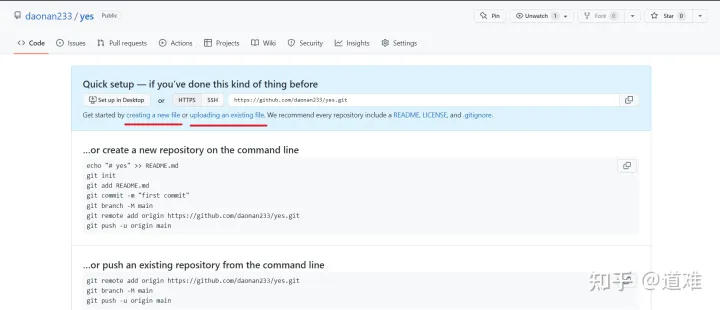 daonan233 / yes Public
Pin Unwatch 1 Fork 0 Star 0
Code Issues Pull requests Actions Projects Wiki Security Insights Settings
Quick setup — if you've done this kind of thing before
Set up in Desktop or HTTPS SSH https://github.com/daonan233/yes.git
Get started by creating a new file or uploading an existing file. We recommend every repository include a README, LICENSE, and .gitignore.
...or create a new repository on the command line
echo "# yes" >> README.md
git init
git add README.md
git commit -m "first commit"
git branch -M main
git remote add origin https://github.com/daonan233/yes.git
git push -u origin main
...or push an existing repository from the command line
git remote add origin https://github.com/daonan233/yes.git
git branch -M main
git push -u origin main
知乎 @道难